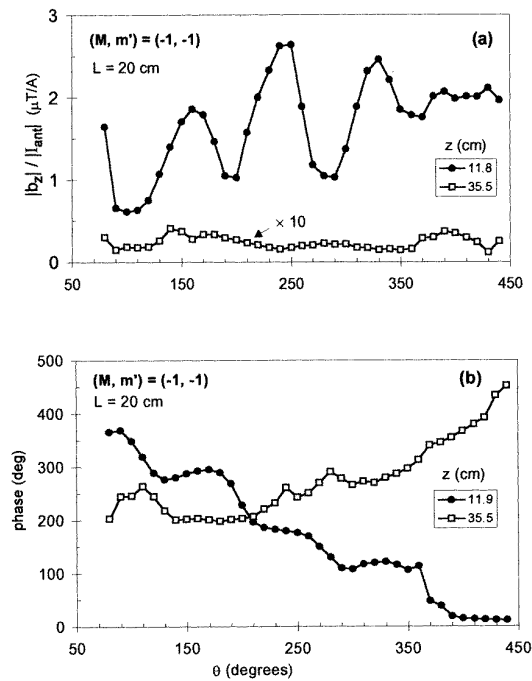 (M, m') = (-1, -1)
L = 20 cm
(a)
3
2
1
0
|b_z| / |I_ant| (μT/A)
z (cm)
11.8
35.5
× 10
50
150
250
350
450
(M, m') = (-1, -1)
L = 20 cm
(b)
500
400
300
200
100
0
phase (deg)
z (cm)
11.9
35.5
50
150
250
350
450
θ (degrees)